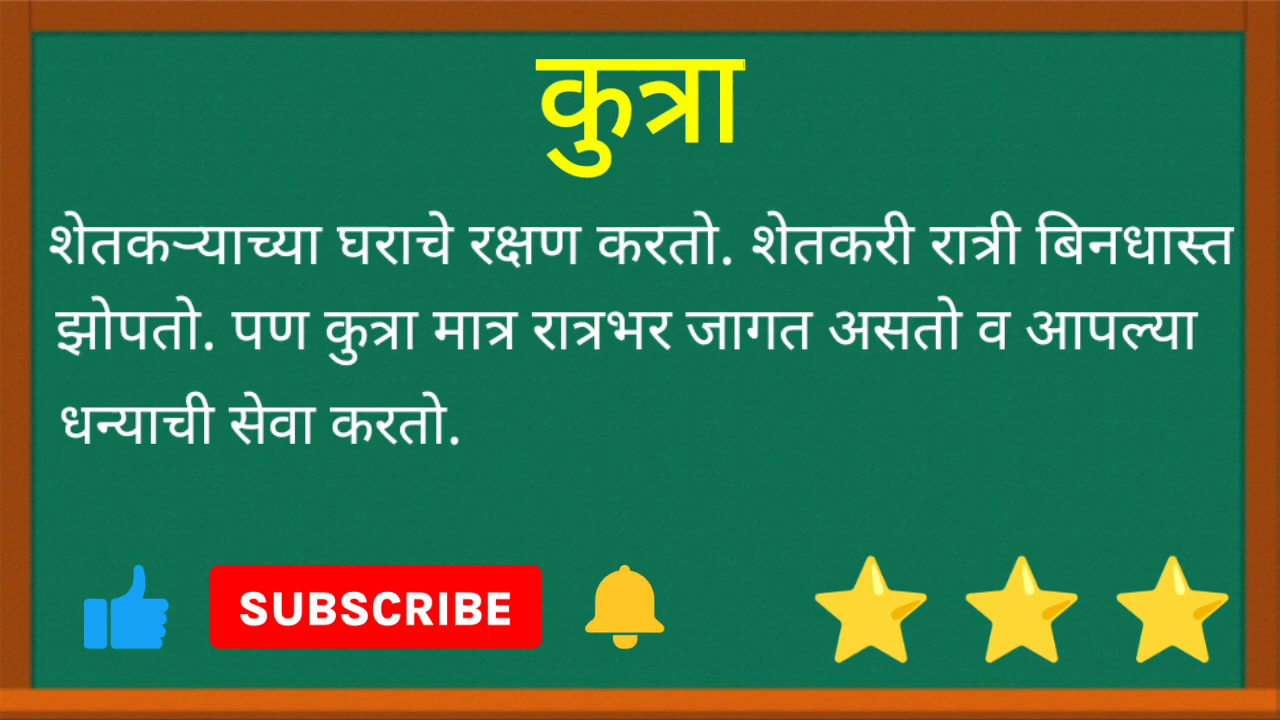 कुत्रा
शेतकऱ्याच्या घराचे रक्षण करतो. शेतकरी रात्री बिनधास्त
झोपतो. पण कुत्रा मात्र रात्रभर जागत असतो व आपल्या
धन्याची सेवा करतो.
SUBSCRIBE